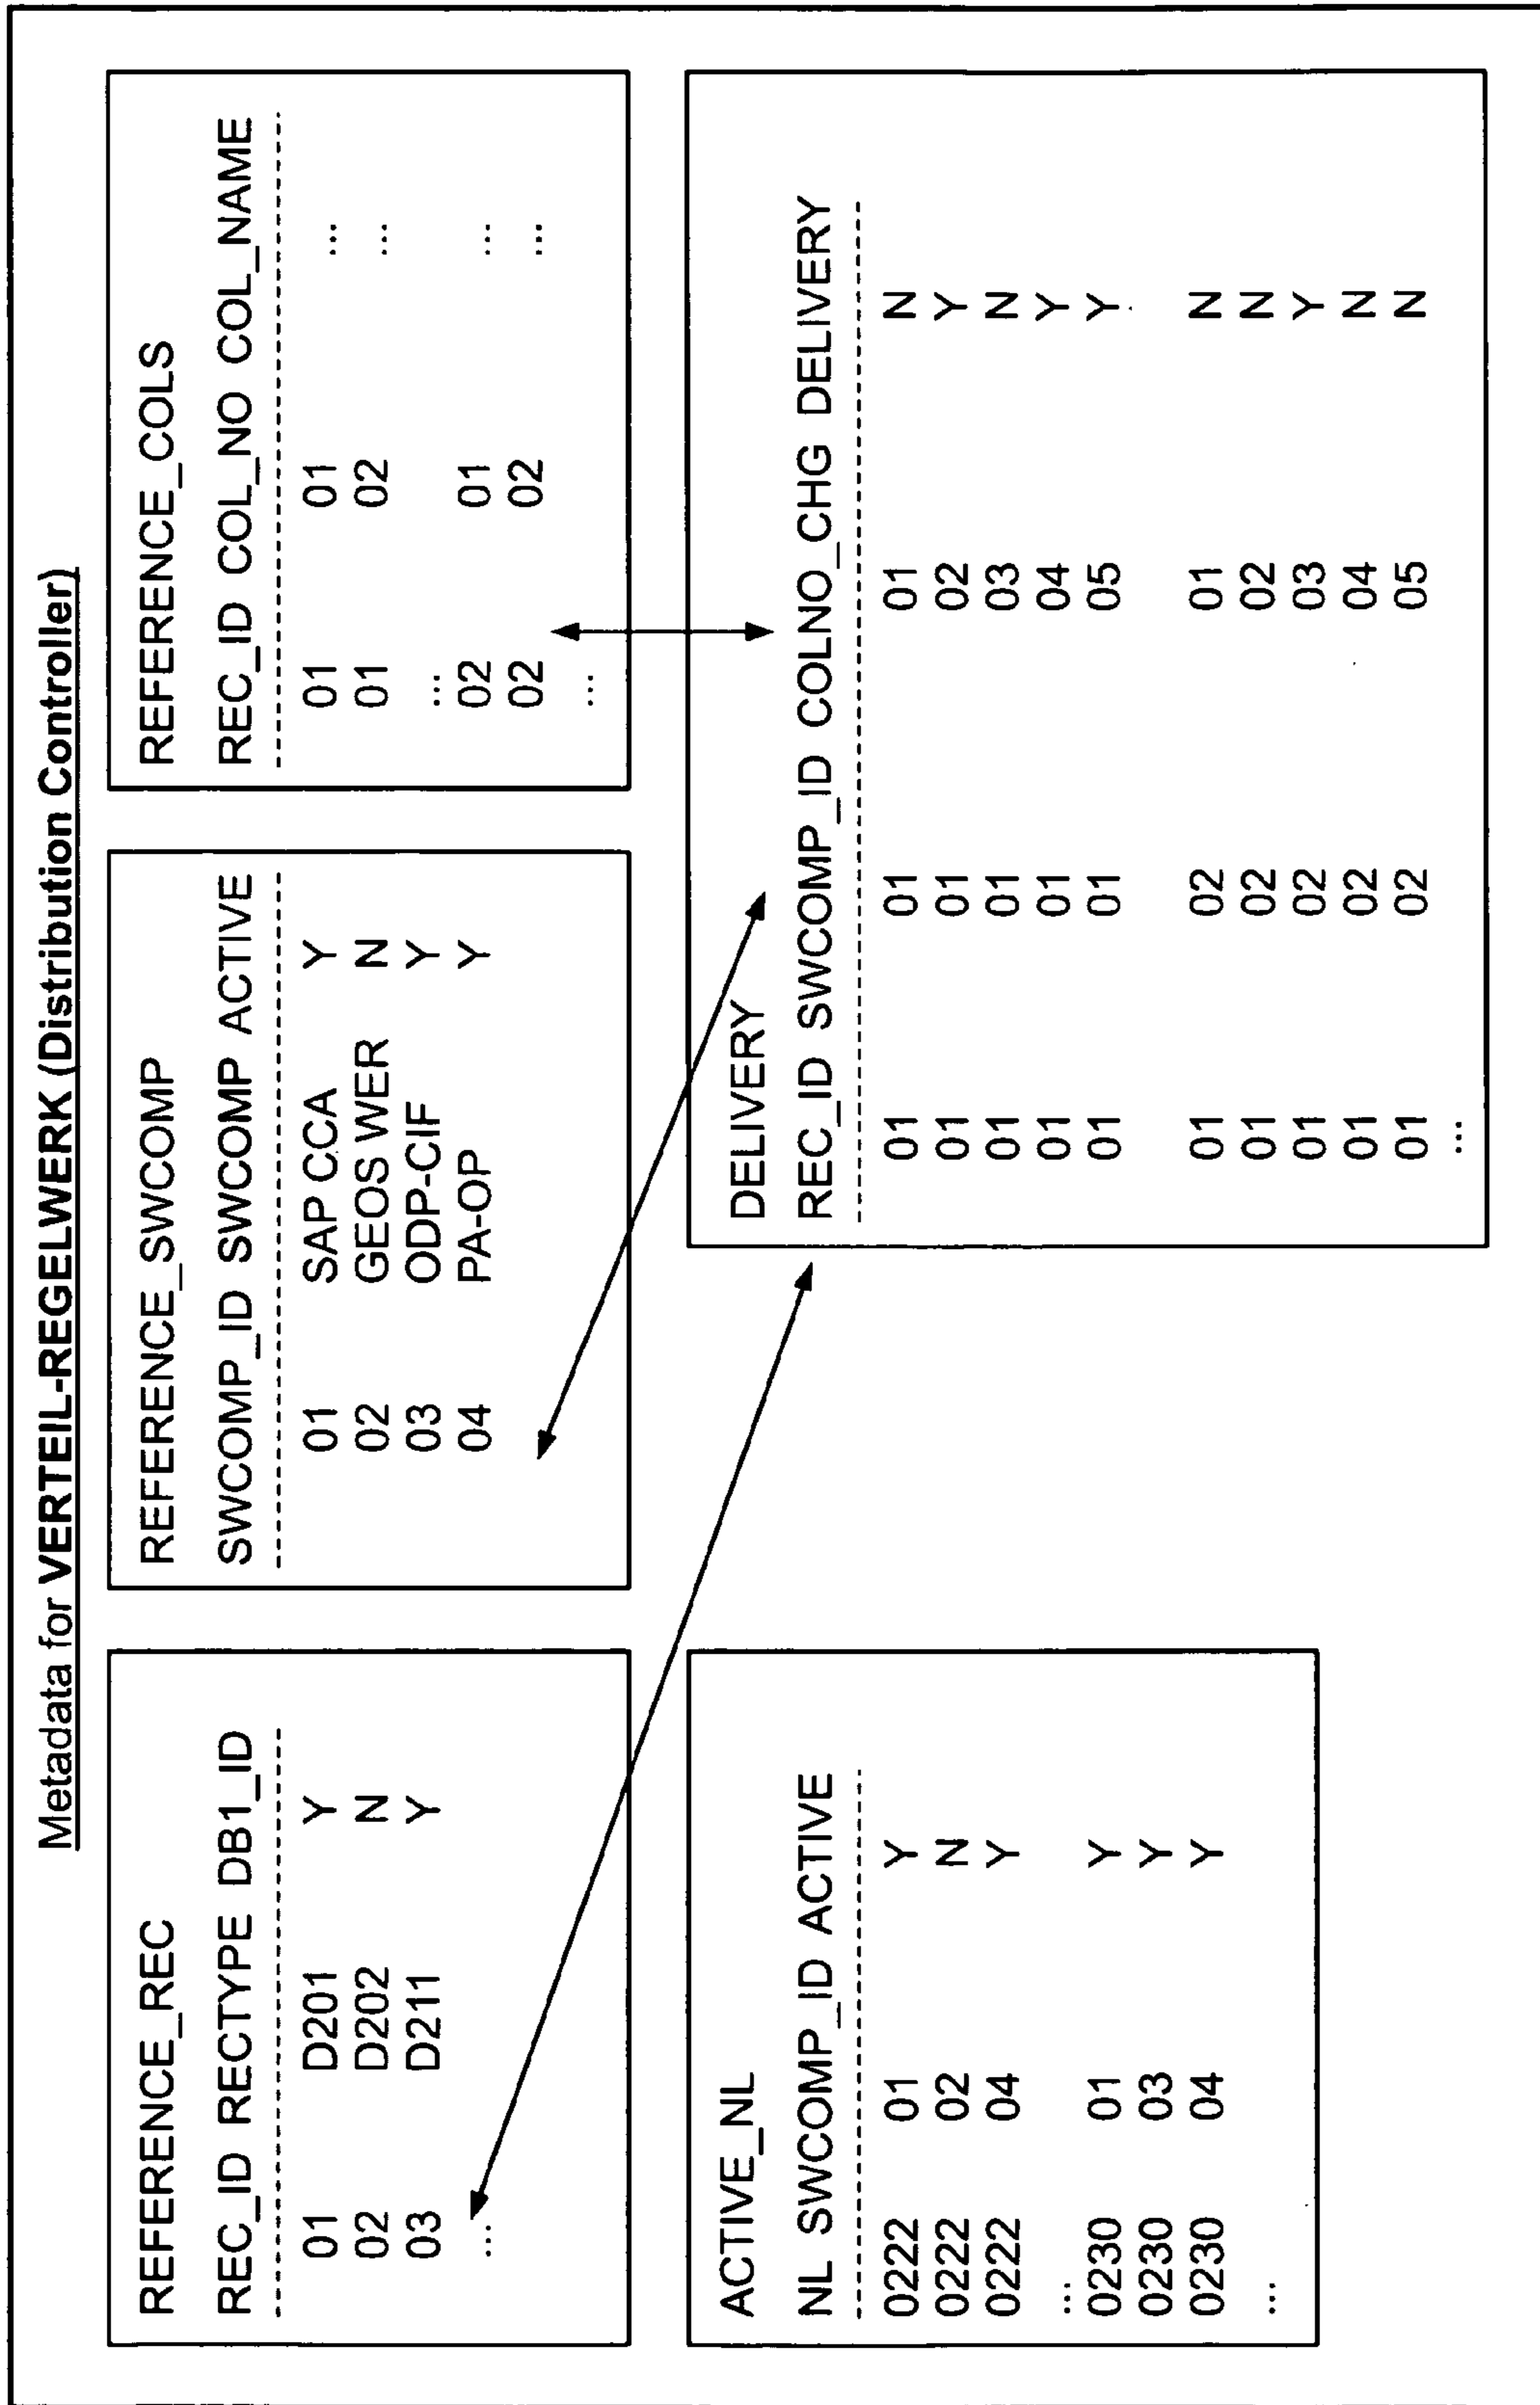 Metadata for VERTEIL-REGELWERK (Distribution Controller)
REFERENCE_REC
REC_ID RECTYPE DB1_ID
01 D201 Y
02 D202 N
03 D211 Y
...
REFERENCE_SWCOMP
SWCOMP_ID SWCOMP ACTIVE
01 SAP CCA Y
02 GEOS WER N
03 ODP-CIF Y
04 PA-OP Y
REFERENCE_COLS
REC_ID COL_NO COL_NAME
01 01 ...
01 02 ...
...
02 01 ...
02 02 ...
...
ACTIVE_NL
NL SWCOMP_ID ACTIVE
02222 01 Y
02222 02 N
02222 04 Y
...
0230 01 Y
0230 03 Y
0230 04 Y
...
DELIVERY
REC_ID SWCOMP_ID COLNO_CHG DELIVERY
01 01 01 N
01 01 02 Y
01 01 03 N
01 01 04 Y
01 01 05 Y
01 02 01 N
01 02 02 N
01 02 03 Y
01 02 04 N
01 02 05 N
...